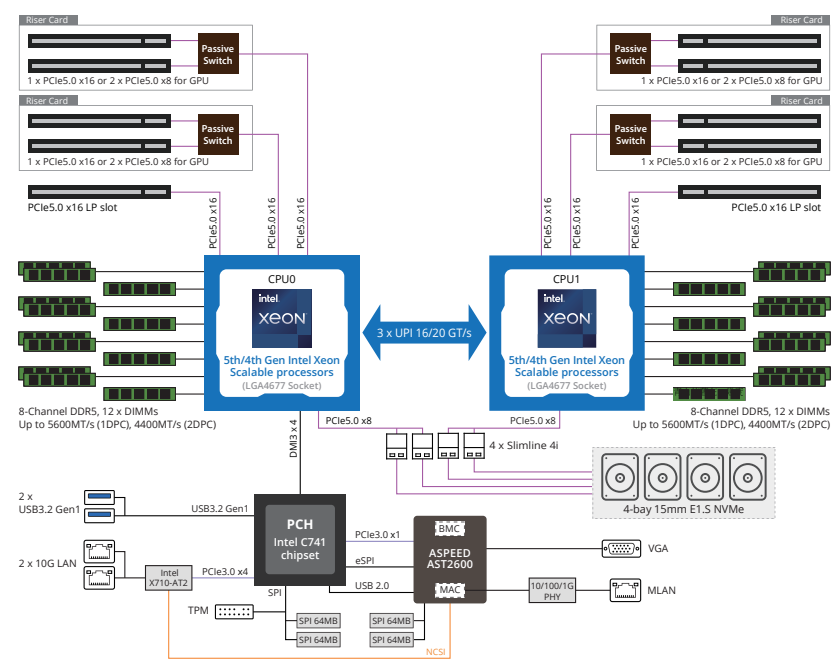 Riser Card
Passive
Switch
1 x PCIe5.0 x16 or 2 x PCIe5.0 x8 for GPU
Riser Card
Passive
Switch
1 x PCIe5.0 x16 or 2 x PCIe5.0 x8 for GPU
PCIe5.0 x16 LP slot
PCIe5.0 x16
PCIe5.0 x16
PCIe5.0 x16
Riser Card
Passive
Switch
1 x PCIe5.0 x16 or 2 x PCIe5.0 x8 for GPU
Riser Card
Passive
Switch
1 x PCIe5.0 x16 or 2 x PCIe5.0 x8 for GPU
PCIe5.0 x16 LP slot
PCIe5.0 x16
PCIe5.0 x16
PCIe5.0 x16
CPU0
intel
XEON
5th/4th Gen Intel Xeon
Scalable processors
(LGA4677 Socket)
3 x UPI 16/20 GT/s
CPU1
intel
XEON
5th/4th Gen Intel Xeon
Scalable processors
(LGA4677 Socket)
8-Channel DDR5, 12 x DIMMs
Up to 5600MT/s (1DPC), 4400MT/s (2DPC)
8-Channel DDR5, 12 x DIMMs
Up to 5600MT/s (1DPC), 4400MT/s (2DPC)
DMI3 x 4
PCIe5.0 x8
PCIe5.0 x8
4 x Slimline 4i
4-bay 15mm E1.S NVMe
2 x
USB3.2 Gen1
USB3.2 Gen1
PCH
Intel C741
chipset
PCIe3.0 x1
eSPI
USB 2.0
BMC
ASPEED
AST2600
MAC
VGA
2 x 10G LAN
Intel
X710-AT2
PCIe3.0 x4
SPI
TPM
SPI 64MB
SPI 64MB
SPI 64MB
SPI 64MB
10/100/1G
PHY
MLAN
NCSI